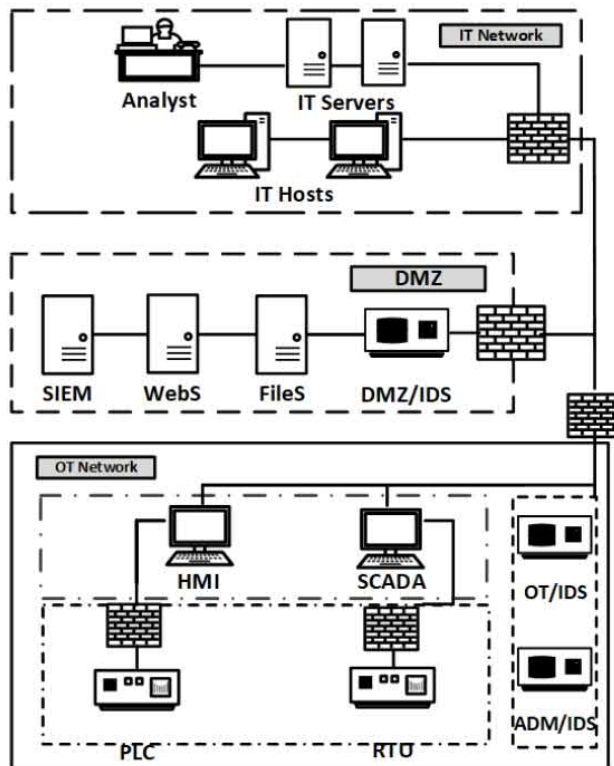 IT Network
Analyst
IT Servers
IT Hosts
DMZ
SIEM
WebS
FileS
DMZ/IDS
OT Network
HMI
SCADA
OT/IDS
ADM/IDS
PLC
RTU